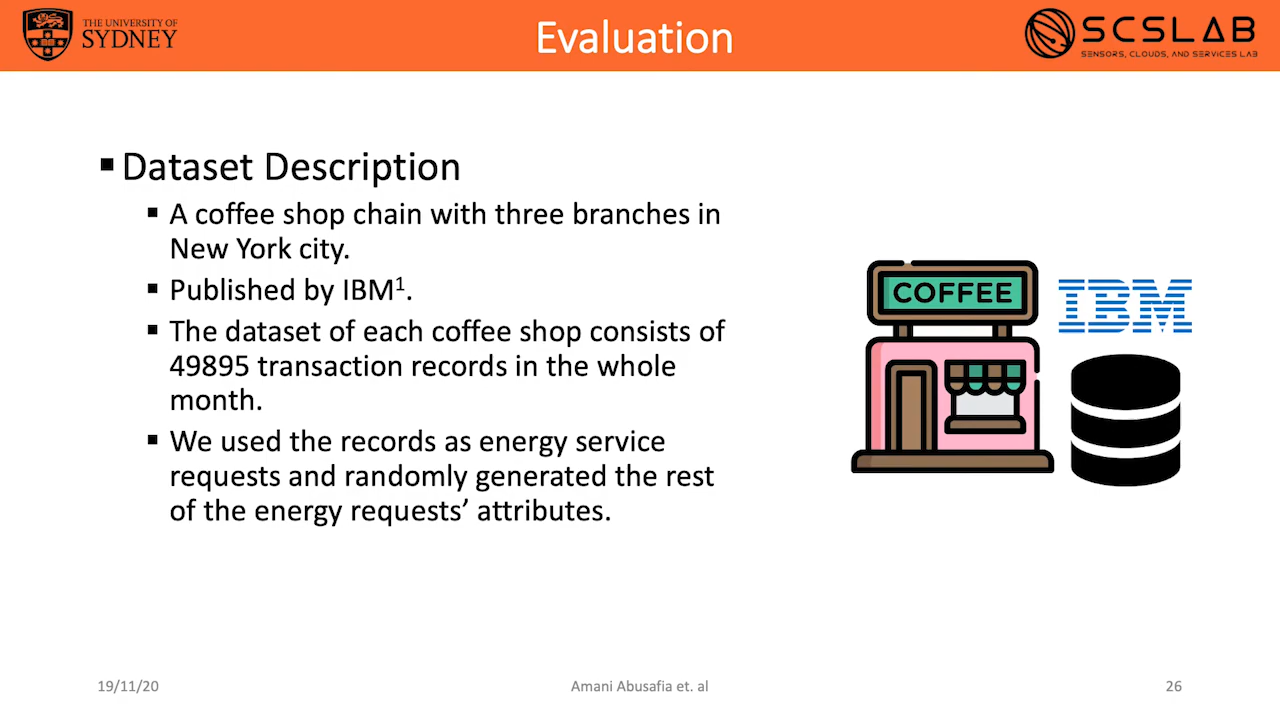 THE UNIVERSITY OF
SYDNEY
Evaluation
SCSLAB
SENSORS, CLOUDS, AND SERVICES LAB
▪ Dataset Description
▪ A coffee shop chain with three branches in
New York city.
▪ Published by IBM1.
▪ The dataset of each coffee shop consists of
49895 transaction records in the whole
month.
▪ We used the records as energy service
requests and randomly generated the rest
of the energy requests’ attributes.
COFFEE
IBM
19/11/20
Amani Abusafia et. al
26